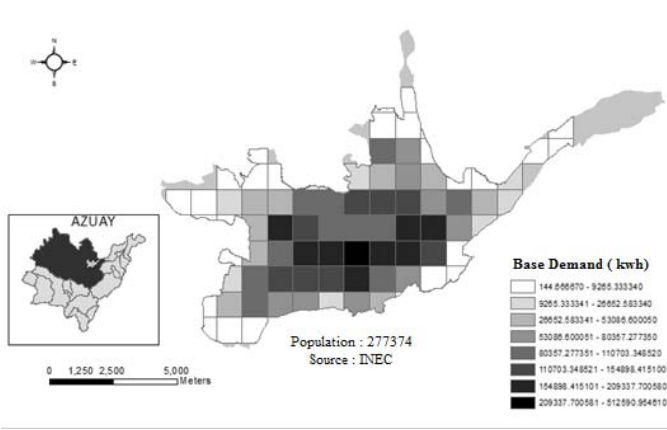 N
W
E
S
AZUAY
0 1,250 2,500 5,000
Meters
Population : 277374
Source : INEC
Base Demand ( kwh)
144.666670 - 9265.333340
9265.333341 - 26652.583340
26652.583341 - 53086.600050
53086.600051 - 80357.277350
80357.277351 - 110703.348520
110703.348521 - 154898.415100
154898.415101 - 209337.700580
209337.700581 - 512590.954610